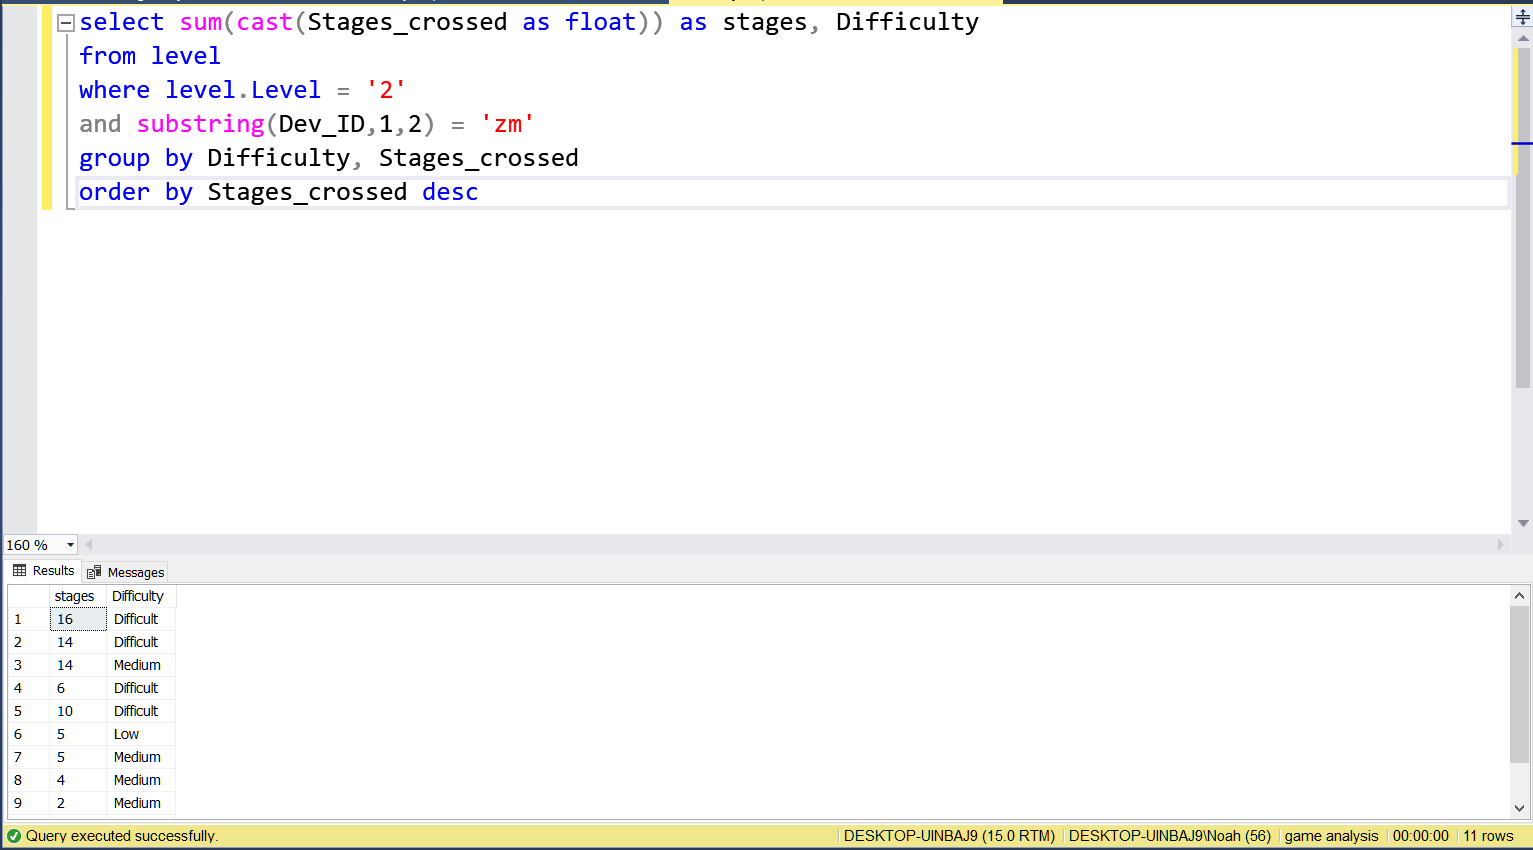 select sum(cast(Stages_crossed as float)) as stages, Difficulty
from level
where level.Level = '2'
and substring(Dev_ID,1,2) = 'zm'
group by Difficulty, Stages_crossed
order by Stages_crossed desc
160 %
Results Messages
stages Difficulty
1 16 Difficult
2 14 Difficult
3 14 Medium
4 6 Difficult
5 10 Difficult
6 5 Low
7 5 Medium
8 4 Medium
9 2 Medium
Query executed successfully. DESKTOP-UINBAJ9 (15.0 RTM) DESKTOP-UINBAJ9\Noah (56) game analysis 00:00:00 11 rows